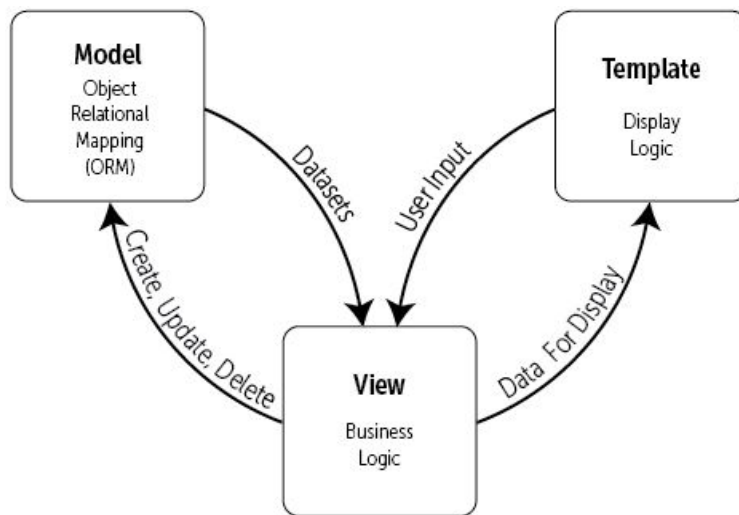 Model
Object
Relational
Mapping
(ORM)
Template
Display
Logic
Datasets
User Input
Create, Update, Delete
Data For Display
View
Business
Logic